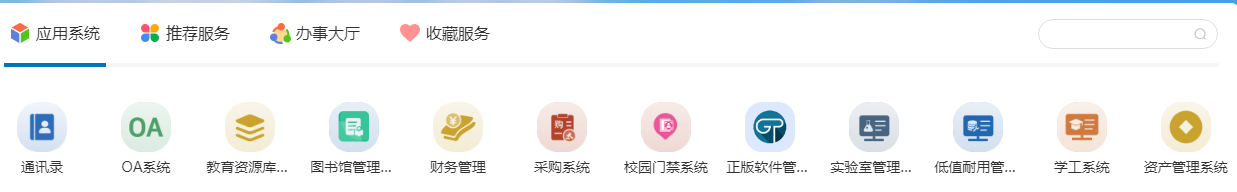 应用系统 推荐服务 办事大厅 收藏服务
OA ¥ 购 GP
通讯录 OA系统 教育资源库... 图书馆管理... 财务管理 采购系统 校园门禁系统 正版软件管... 实验室管理... 低值耐用管... 学工系统 资产管理系统